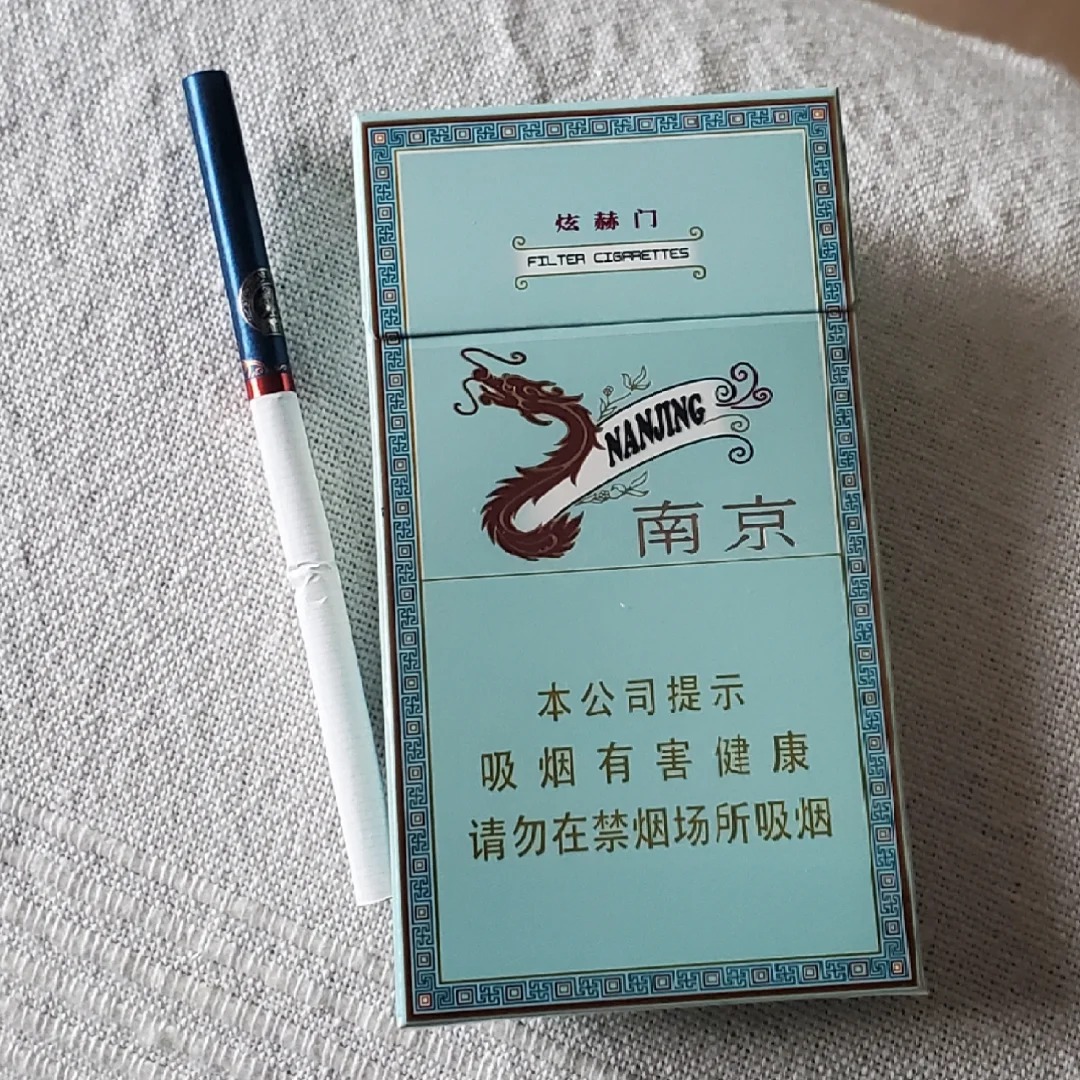 炫赫门
FILTER CIGARETTES
NANJING
南京
本公司提示
吸烟有害健康
请勿在禁烟场所吸烟